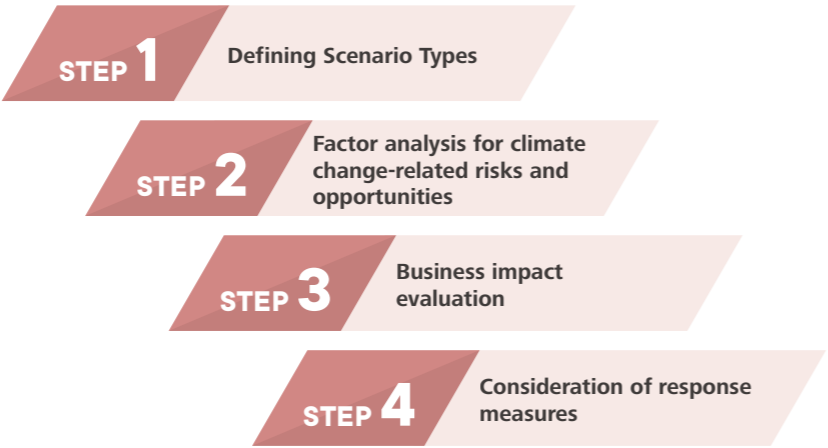 STEP 1
Defining Scenario Types
STEP 2
Factor analysis for climate
change-related risks and
opportunities
STEP 3
Business impact
evaluation
STEP 4
Consideration of response
measures